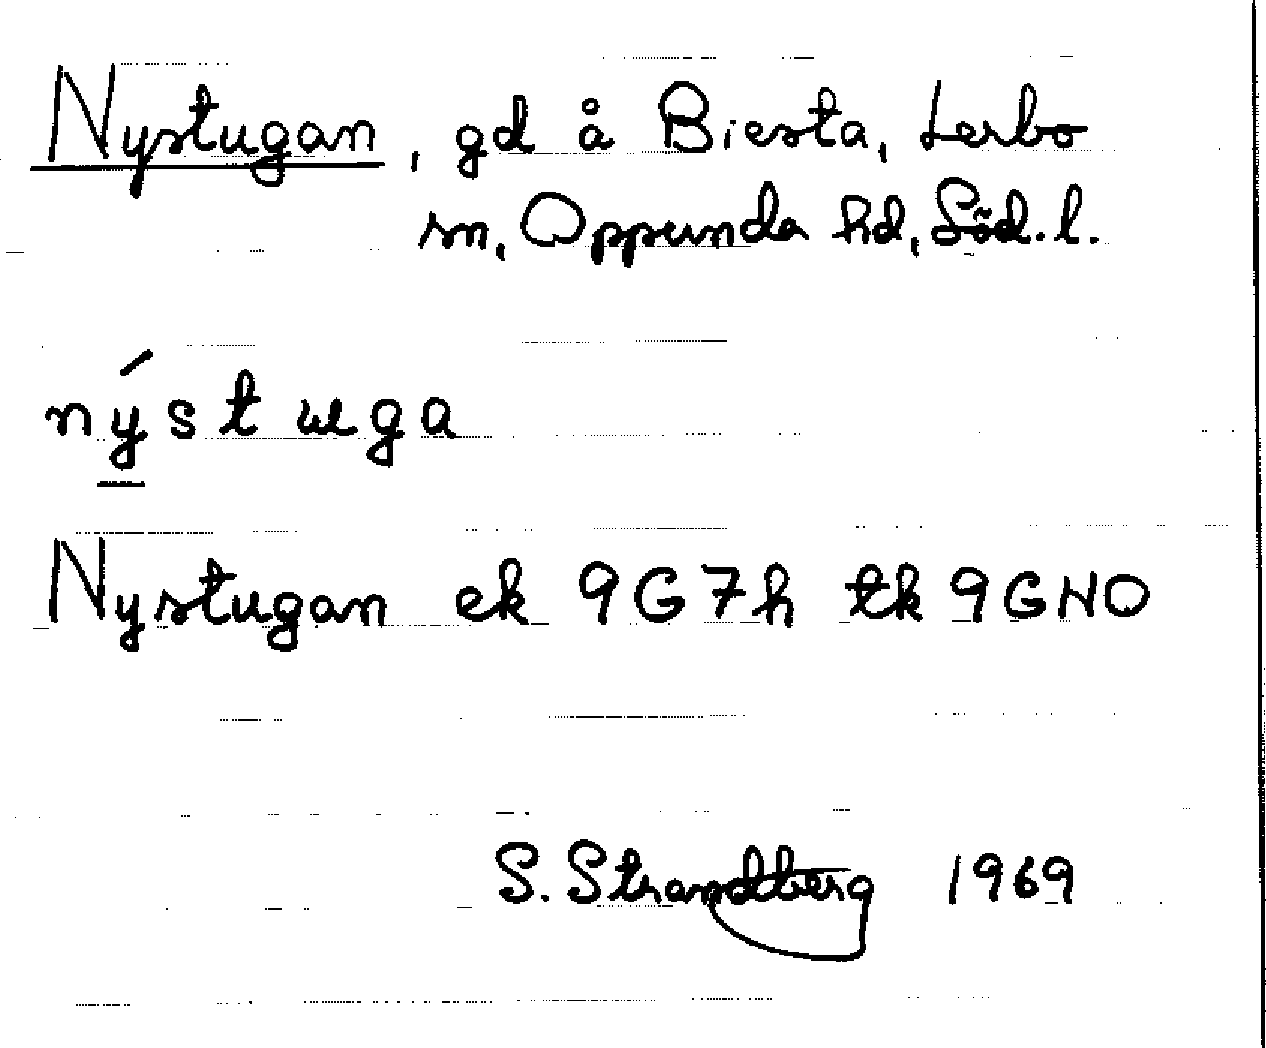 Nystugan, gd å Biesta, Lerbo
sn, Oppunda hd, Söd. l.
nýstuga
Nystugan ek 9G7h tk 9GNO
S. Strandberg 1969